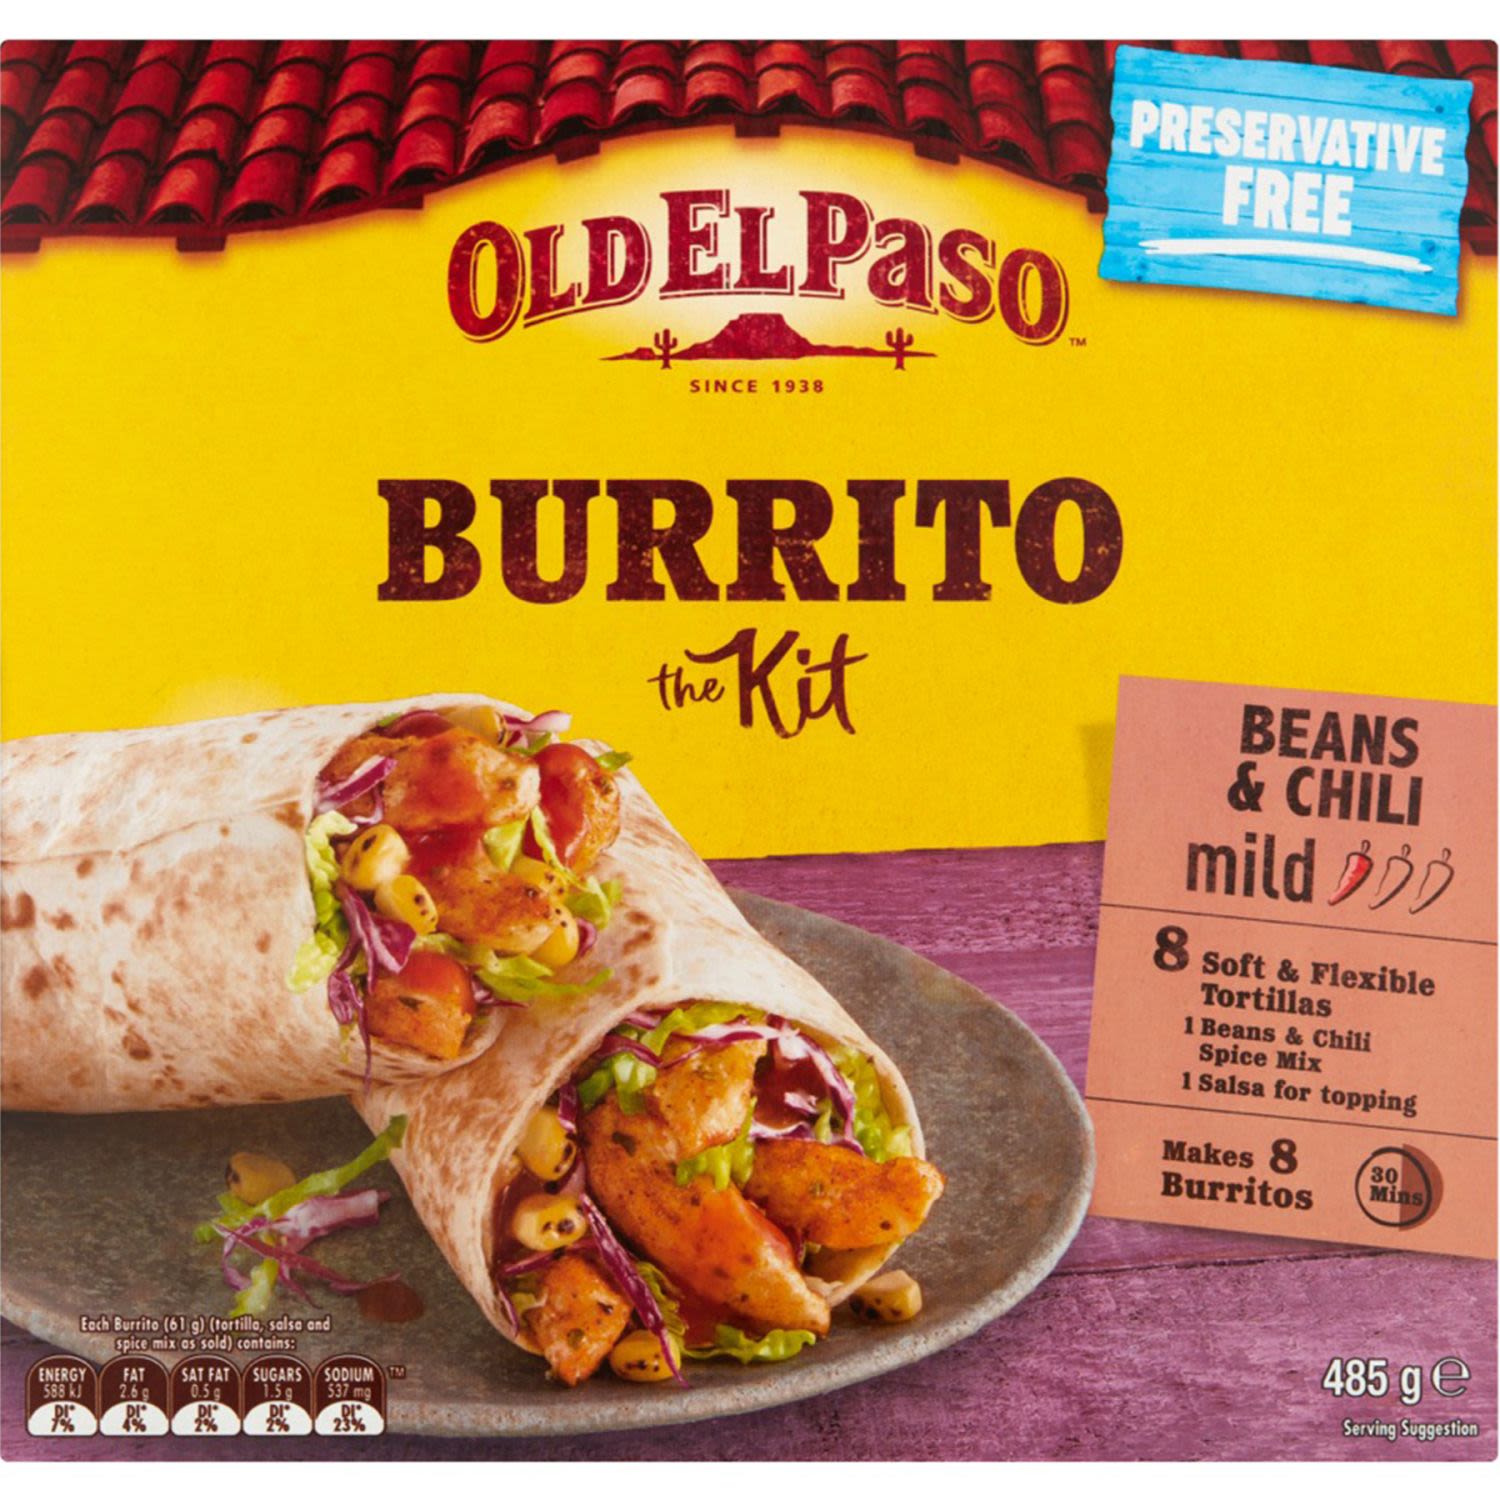 PRESERVATIVE
FREE
OLD EL PASO™
SINCE 1938
BURRITO
the Kit
BEANS
& CHILI
mild
8 Soft & Flexible
Tortillas
1 Beans & Chili
Spice Mix
1 Salsa for topping
Makes 8
Burritos
30
Mins
Each Burrito (61 g) (tortilla, salsa and
spice mix as sold) contains:
ENERGY
588 kJ
DI*
7%
FAT
2.6 g
DI*
4%
SAT FAT
0.5 g
DI*
2%
SUGARS
1.5 g
DI*
2%
SODIUM
537 mg
DI*
23%
™
485 g ℮
Serving Suggestion